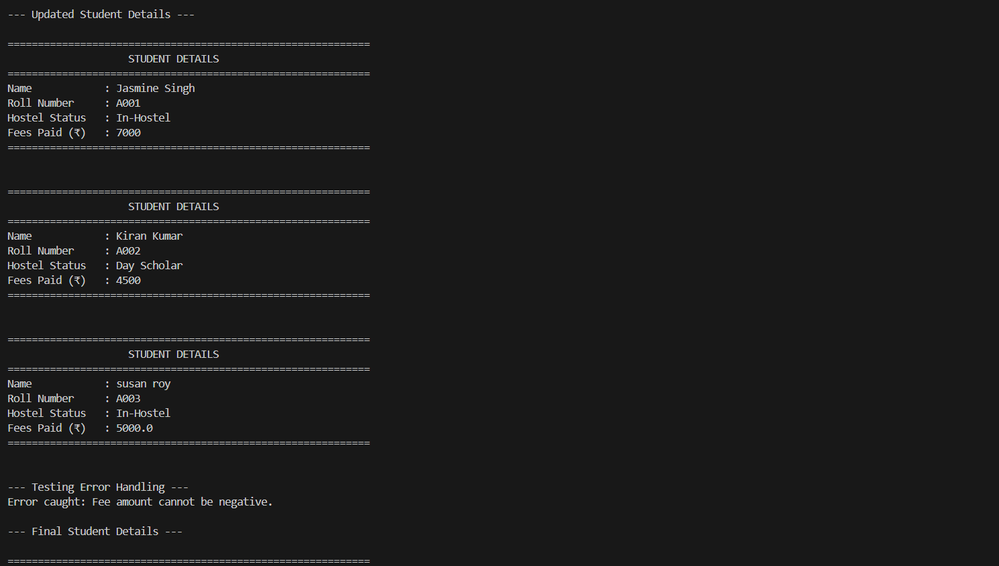 --- Updated Student Details ---
============================================================
                    STUDENT DETAILS
============================================================
Name            : Jasmine Singh
Roll Number     : A001
Hostel Status   : In-Hostel
Fees Paid (₹)   : 7000
============================================================
============================================================
                    STUDENT DETAILS
============================================================
Name            : Kiran Kumar
Roll Number     : A002
Hostel Status   : Day Scholar
Fees Paid (₹)   : 4500
============================================================
============================================================
                    STUDENT DETAILS
============================================================
Name            : susan roy
Roll Number     : A003
Hostel Status   : In-Hostel
Fees Paid (₹)   : 5000.0
============================================================
--- Testing Error Handling ---
Error caught: Fee amount cannot be negative.
--- Final Student Details ---
============================================================